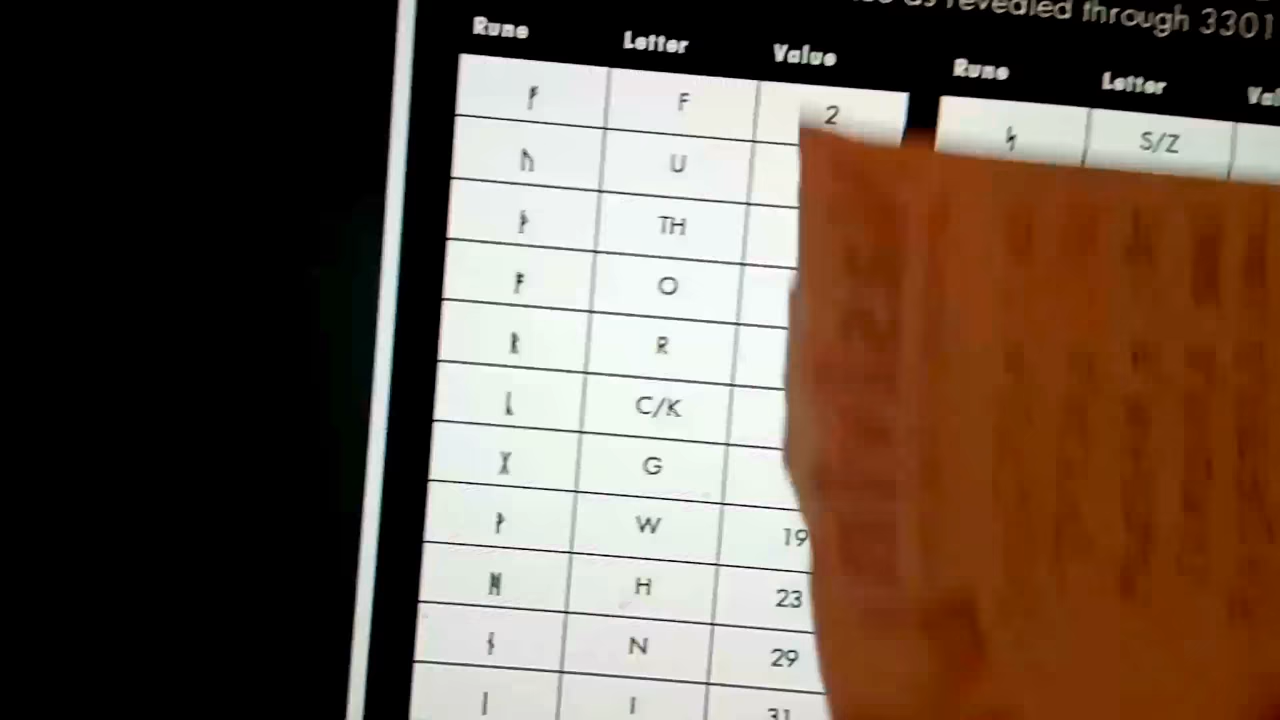 as revealed through 3301
Rune Letter Value Rune Letter
ᚠ F 2 ᛋ S/Z
ᚢ U
ᚦ TH
ᚩ O
ᚱ R
ᚳ C/K
ᚷ G
ᚹ W 19
ᚻ H 23
ᚾ N 29
ᛁ I 31